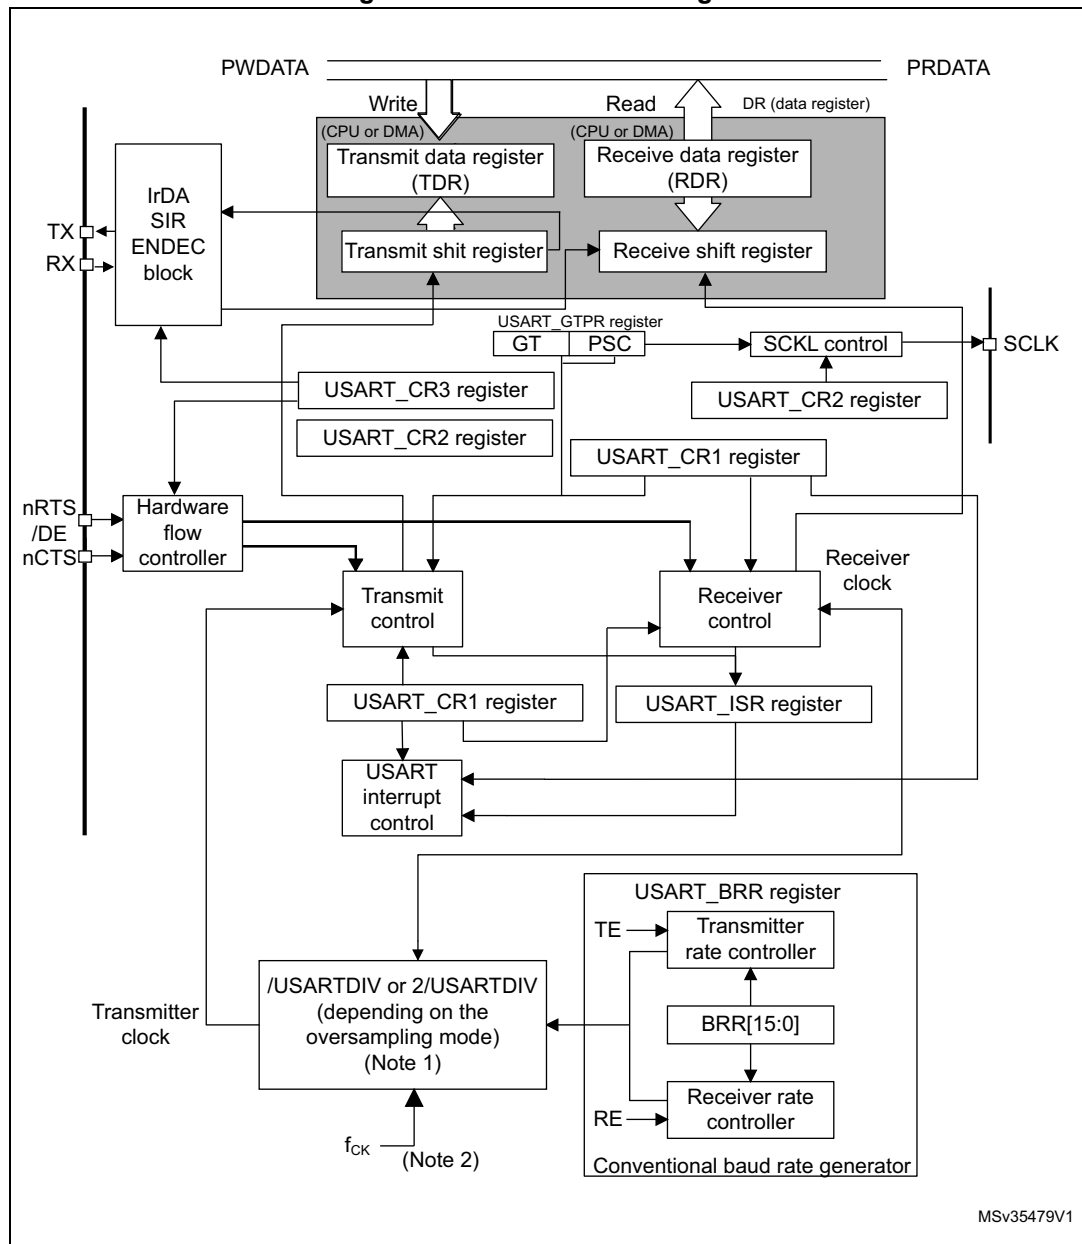 PWDATA
PRDATA
Write
Read
DR (data register)
(CPU or DMA)
(CPU or DMA)
Transmit data register
(TDR)
Receive data register
(RDR)
IrDA
SIR
ENDEC
block
TX
RX
Transmit shit register
Receive shift register
USART_GTPR register
GT
PSC
SCKL control
SCLK
USART_CR3 register
USART_CR2 register
USART_CR2 register
USART_CR1 register
nRTS
/DE
nCTS
Hardware
flow
controller
Receiver
clock
Transmit
control
Receiver
control
USART_CR1 register
USART_ISR register
USART
interrupt
control
USART_BRR register
TE
Transmitter
rate controller
/USARTDIV or 2/USARTDIV
(depending on the
oversampling mode)
(Note 1)
Transmitter
clock
BRR[15:0]
Receiver rate
controller
RE
fCK
(Note 2)
Conventional baud rate generator
MSv35479V1